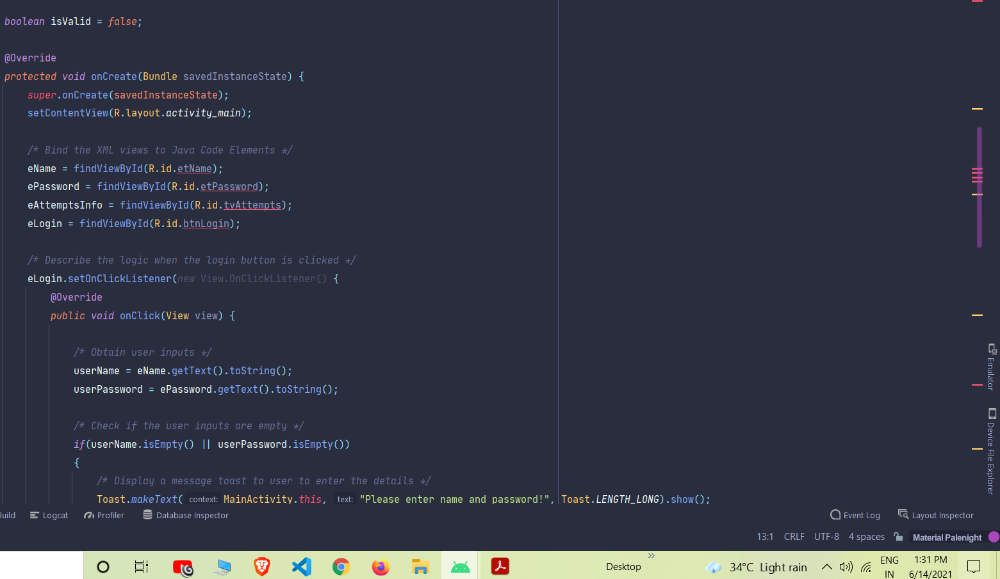 boolean isValid = false;
@Override
protected void onCreate(Bundle savedInstanceState) {
super.onCreate(savedInstanceState);
setContentView(R.layout.activity_main);
/* Bind the XML views to Java Code Elements */
eName = findViewById(R.id.etName);
ePassword = findViewById(R.id.etPassword);
eAttemptsInfo = findViewById(R.id.tvAttempts);
eLogin = findViewById(R.id.btnLogin);
/* Describe the logic when the login button is clicked */
eLogin.setOnClickListener(new View.OnClickListener() {
@Override
public void onClick(View view) {
/* Obtain user inputs */
userName = eName.getText().toString();
userPassword = ePassword.getText().toString();
/* Check if the user inputs are empty */
if(userName.isEmpty() || userPassword.isEmpty())
{
/* Display a message toast to user to enter the details */
Toast.makeText( context: MainActivity.this, text: "Please enter name and password!", Toast.LENGTH_LONG).show();
Emulator
Device File Explorer
Build Logcat Profiler Database Inspector Event Log Layout Inspector
13:1 CRLF UTF-8 4 spaces Material Palenight
Desktop » 34°C Light rain ENG IN 1:31 PM 6/14/2021